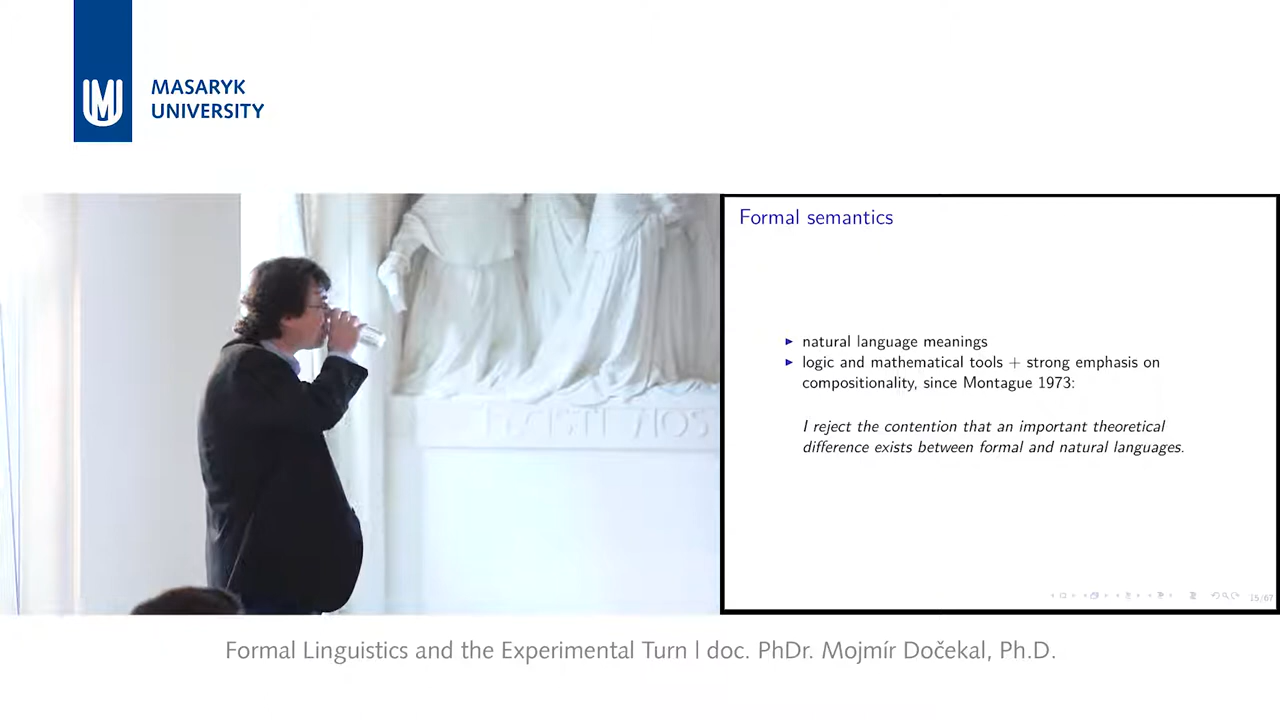 MASARYK
UNIVERSITY
Formal semantics
natural language meanings
logic and mathematical tools + strong emphasis on
compositionality, since Montague 1973:
I reject the contention that an important theoretical
difference exists between formal and natural languages.
15/67
Formal Linguistics and the Experimental Turn | doc. PhDr. Mojmír Dočekal, Ph.D.